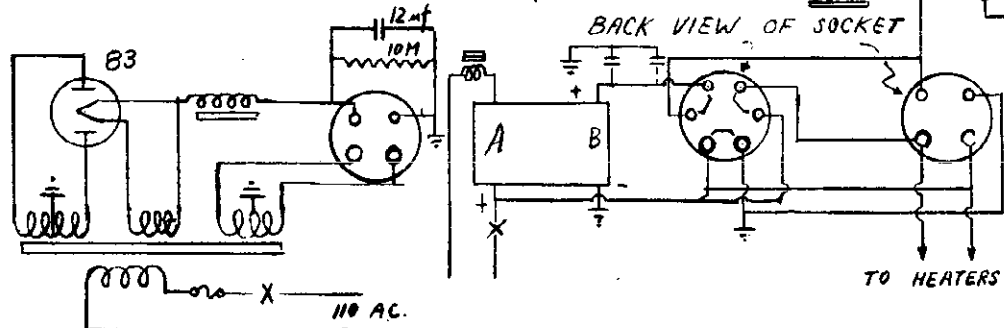 83
12 mf
10M
BACK VIEW OF SOCKET
A
B
+
+
-
X
X
110 AC.
TO HEATERS